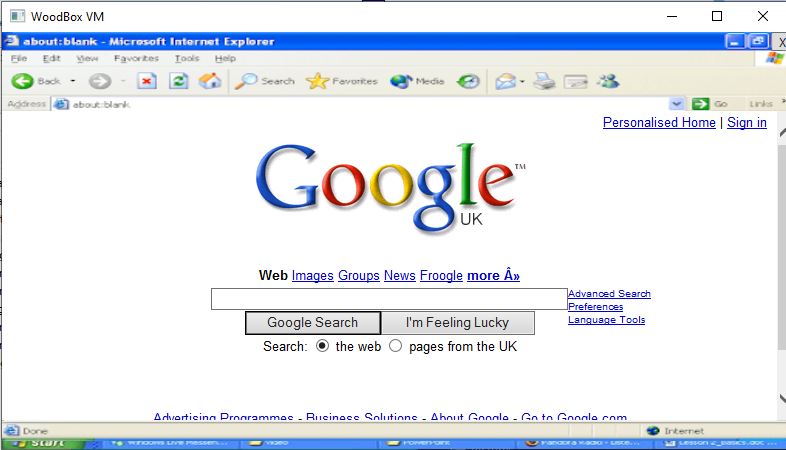 WoodBox VM
about:blank - Microsoft Internet Explorer
File Edit View Favorites Tools Help
Back Search Favorites Media
Address about:blank Go Links
Personalised Home | Sign in
Google™
UK
Web Images Groups News Froogle more Â»
Advanced Search
Preferences
Language Tools
Google Search I'm Feeling Lucky
Search: the web pages from the UK
Advertising Programmes - Business Solutions - About Google - Go to Google.com
Done Internet
Start Windows Live Messen... Video PowerPoint Pandora Radio - Liste... Lesson 2_Basics.doc ...